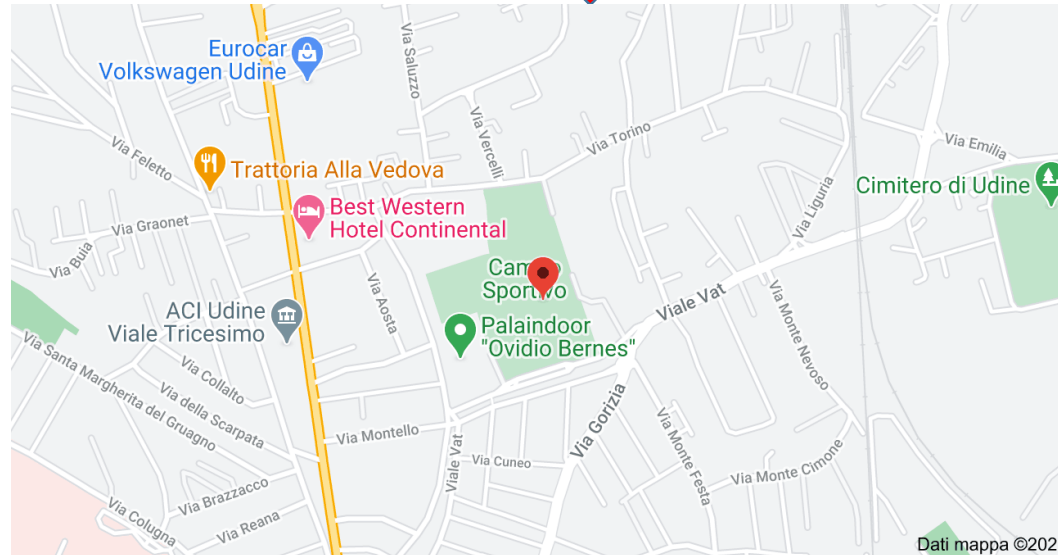 Eurocar
Volkswagen Udine
Via Saluzzo
Via Vercelli
Via Torino
Via Emilia
Via Feletto
Trattoria Alla Vedova
Cimitero di Udine
Best Western
Hotel Continental
Via Graonet
Via Buia
Via Liguria
Sportivo
Viale Vat
Via Aosta
ACI Udine
Viale Tricesimo
Palaindoor
"Ovidio Bernes"
Via Monte Nevoso
Via Santa Margherita del Gruagno
Via Collalto
Via della Scarpata
Via Montello
Viale Vat
Via Gorizia
Via Cuneo
Via Monte Festa
Via Monte Cimone
Via Brazzacco
Via Colugna
Via Reana
Dati mappa ©202